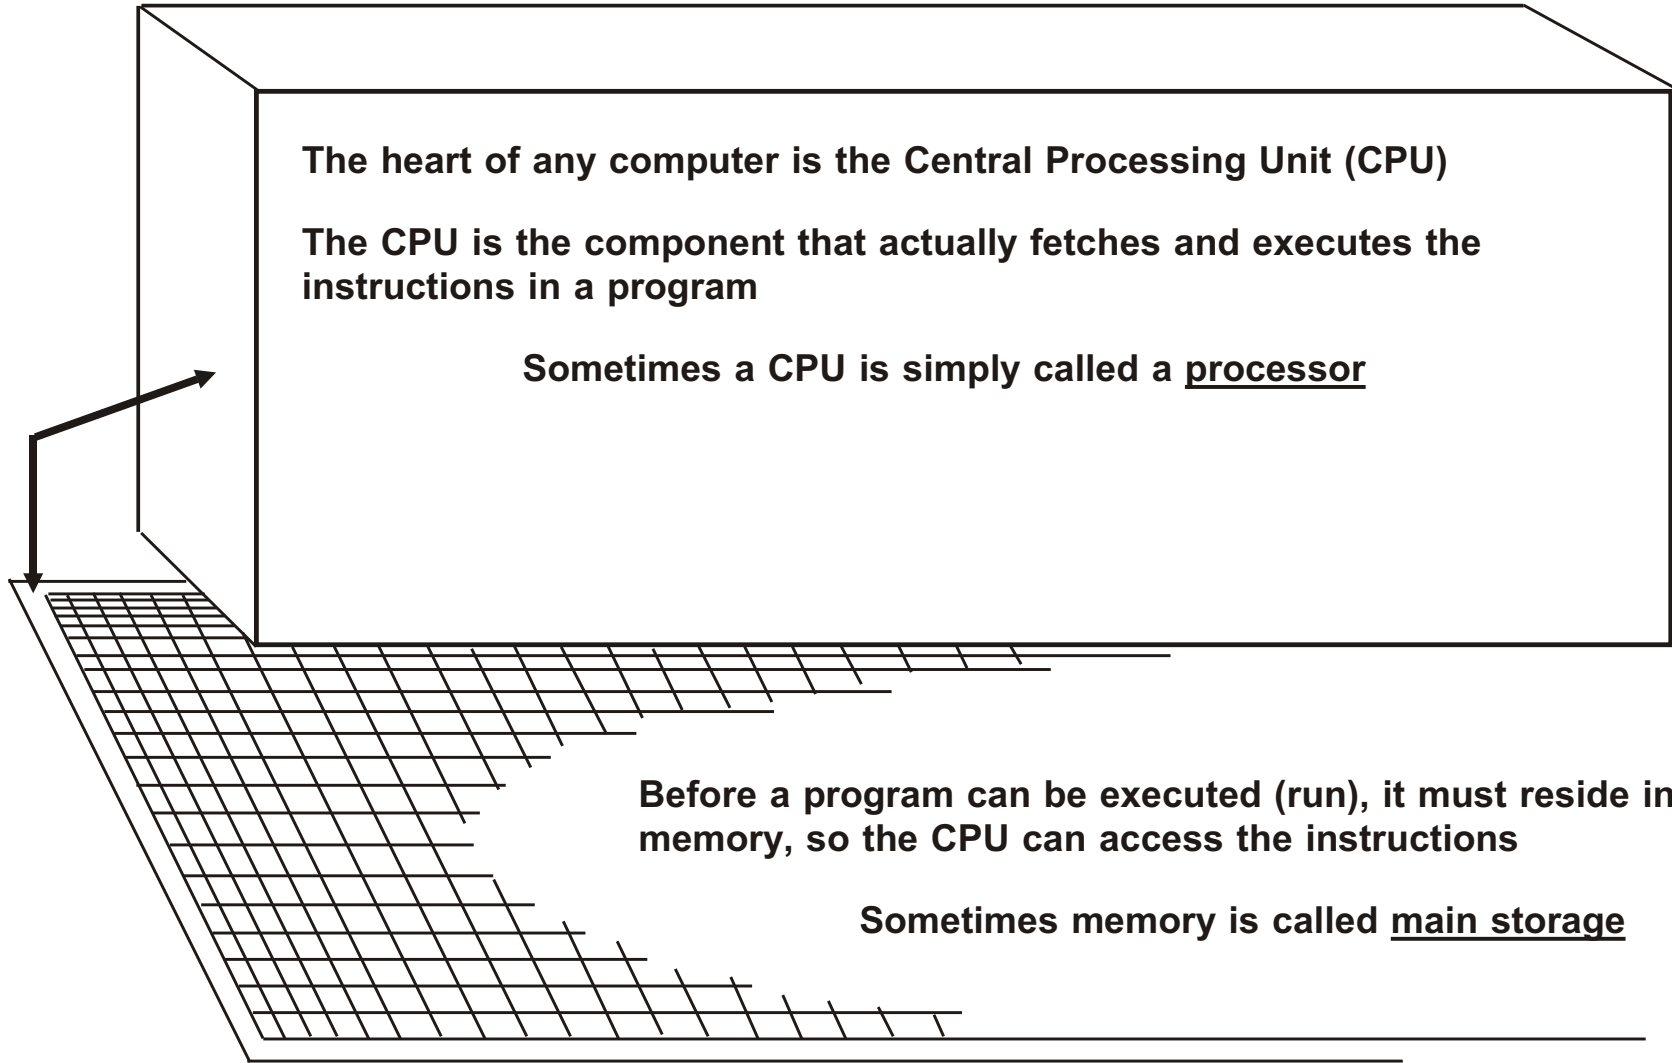 The heart of any computer is the Central Processing Unit (CPU)
The CPU is the component that actually fetches and executes the
instructions in a program
Sometimes a CPU is simply called a processor
Before a program can be executed (run), it must reside in
memory, so the CPU can access the instructions
Sometimes memory is called main storage